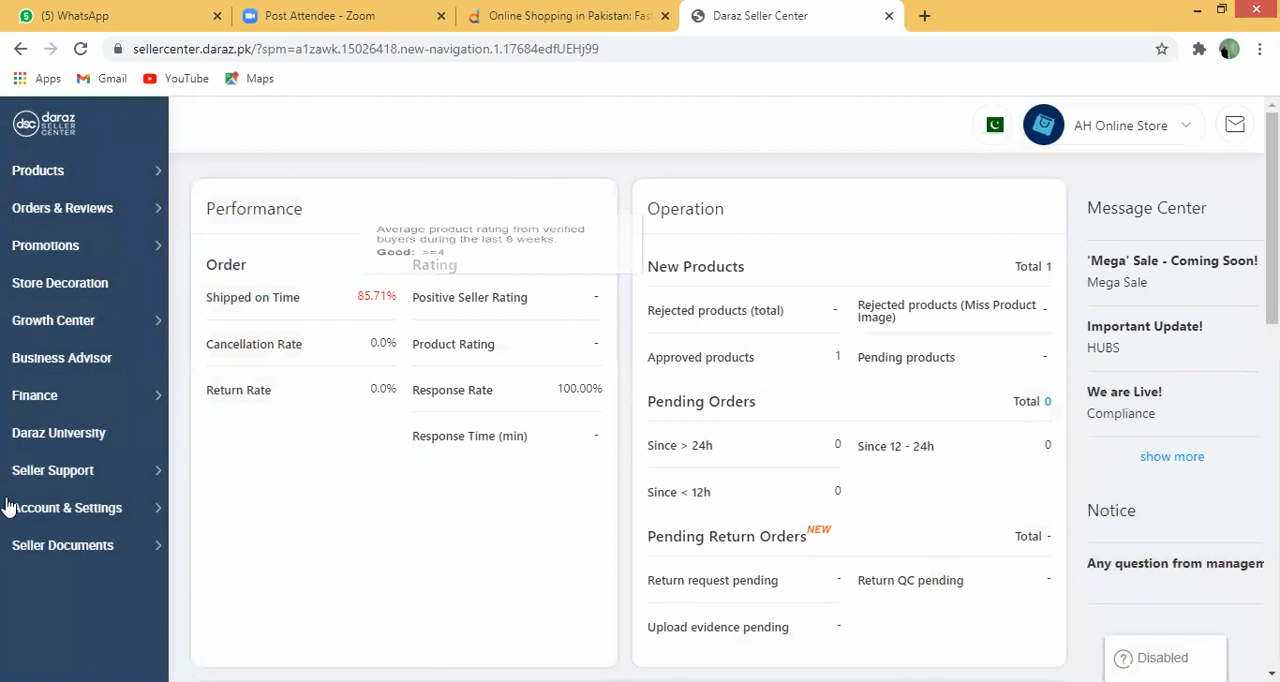 (5) WhatsApp
Post Attendee - Zoom
Online Shopping in Pakistan: Fast
Daraz Seller Center
sellercenter.daraz.pk/?spm=a1zawk.15026418.new-navigation.1.17684edfUEHj99
Apps
Gmail
YouTube
Maps
dsc daraz
SELLER
CENTER
AH Online Store
Products
Orders & Reviews
Promotions
Store Decoration
Growth Center
Business Advisor
Finance
Daraz University
Seller Support
Account & Settings
Seller Documents
Performance
Average product rating from verified
buyers during the last 8 weeks.
Good: >=4
Order
Shipped on Time 85.71%
Cancellation Rate 0.0%
Return Rate 0.0%
Rating
Positive Seller Rating -
Product Rating -
Response Rate 100.00%
Response Time (min) -
Operation
New Products Total 1
Rejected products (total) -
Rejected products (Miss Product
Image) -
Approved products 1
Pending products -
Pending Orders Total 0
Since > 24h 0
Since 12 - 24h 0
Since < 12h 0
Pending Return Orders NEW Total -
Return request pending -
Return QC pending -
Upload evidence pending -
Message Center
'Mega' Sale - Coming Soon!
Mega Sale
Important Update!
HUBS
We are Live!
Compliance
show more
Notice
Any question from managem
Disabled